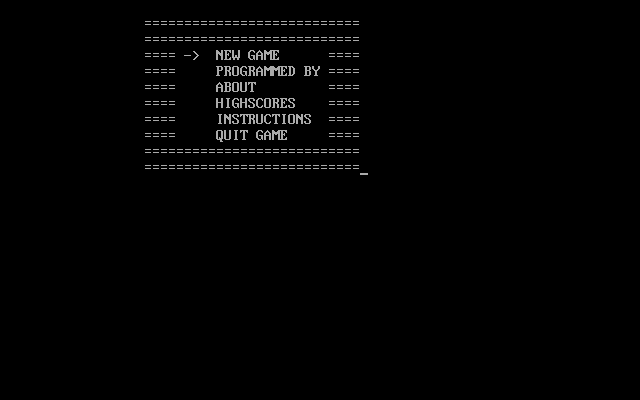 ===========================
===========================
==== -> NEW GAME ====
==== PROGRAMMED BY ====
==== ABOUT ====
==== HIGHSCORES ====
==== INSTRUCTIONS ====
==== QUIT GAME ====
===========================
===========================_